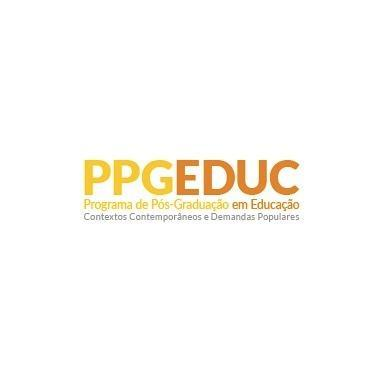 PPGEDUC
Programa de Pós-Graduação em Educação
Contextos Contemporâneos e Demandas Populares